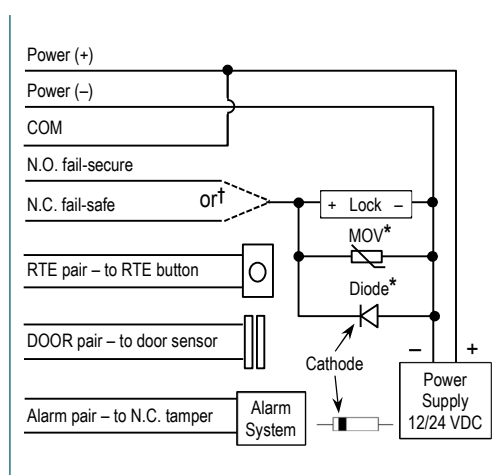 Power (+)
Power (–)
COM
N.O. fail-secure
N.C. fail-safe
or†
+ Lock –
MOV*
RTE pair – to RTE button
Diode*
DOOR pair – to door sensor
– +
Cathode
Power
Supply
12/24 VDC
Alarm pair – to N.C. tamper
Alarm
System